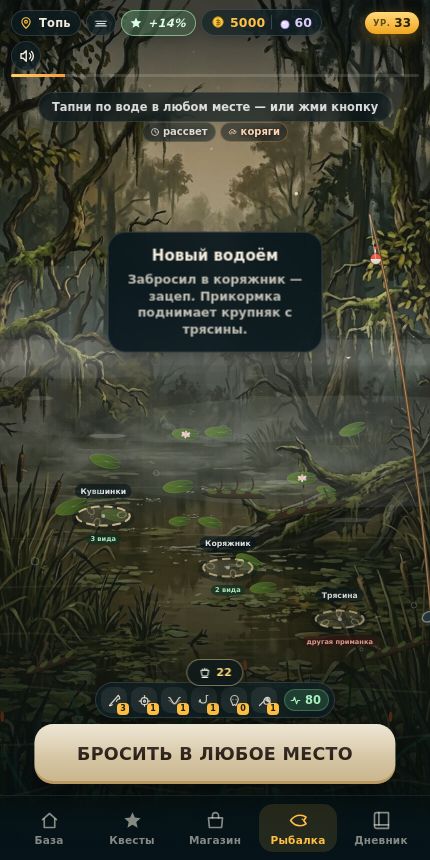 Топь
+14%
5000
60
УР. 33
Тапни по воде в любом месте — или жми кнопку
рассвет
коряги
Новый водоём
Забросил в коряжник —
зацеп. Прикормка
поднимает крупняк с
трясины.
Кувшинки
3 вида
Коряжник
2 вида
Трясина
другая приманка
22
3
1
1
1
0
1
80
БРОСИТЬ В ЛЮБОЕ МЕСТО
База
Квесты
Магазин
Рыбалка
Дневник